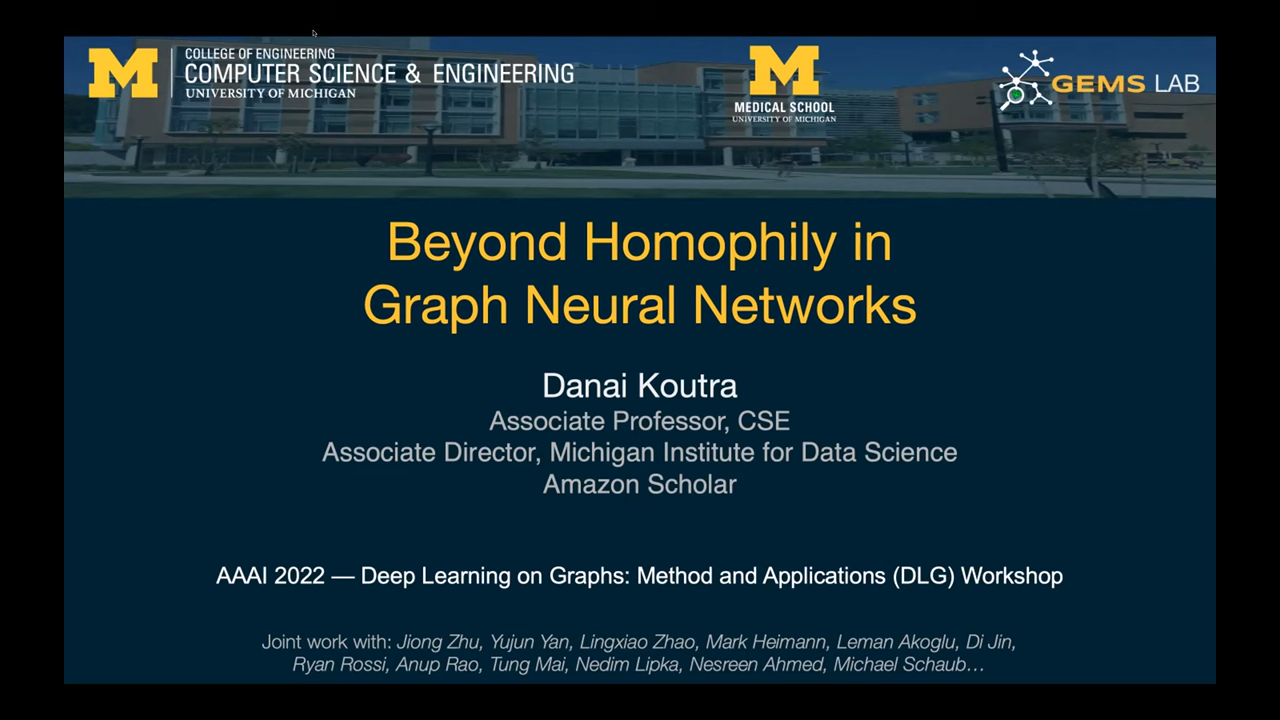 COLLEGE OF ENGINEERING
COMPUTER SCIENCE & ENGINEERING
UNIVERSITY OF MICHIGAN
MEDICAL SCHOOL
UNIVERSITY OF MICHIGAN
GEMS LAB
Beyond Homophily in
Graph Neural Networks
Danai Koutra
Associate Professor, CSE
Associate Director, Michigan Institute for Data Science
Amazon Scholar
AAAI 2022 — Deep Learning on Graphs: Method and Applications (DLG) Workshop
Joint work with: Jiong Zhu, Yujun Yan, Lingxiao Zhao, Mark Heimann, Leman Akoglu, Di Jin,
Ryan Rossi, Anup Rao, Tung Mai, Nedim Lipka, Nesreen Ahmed, Michael Schaub…